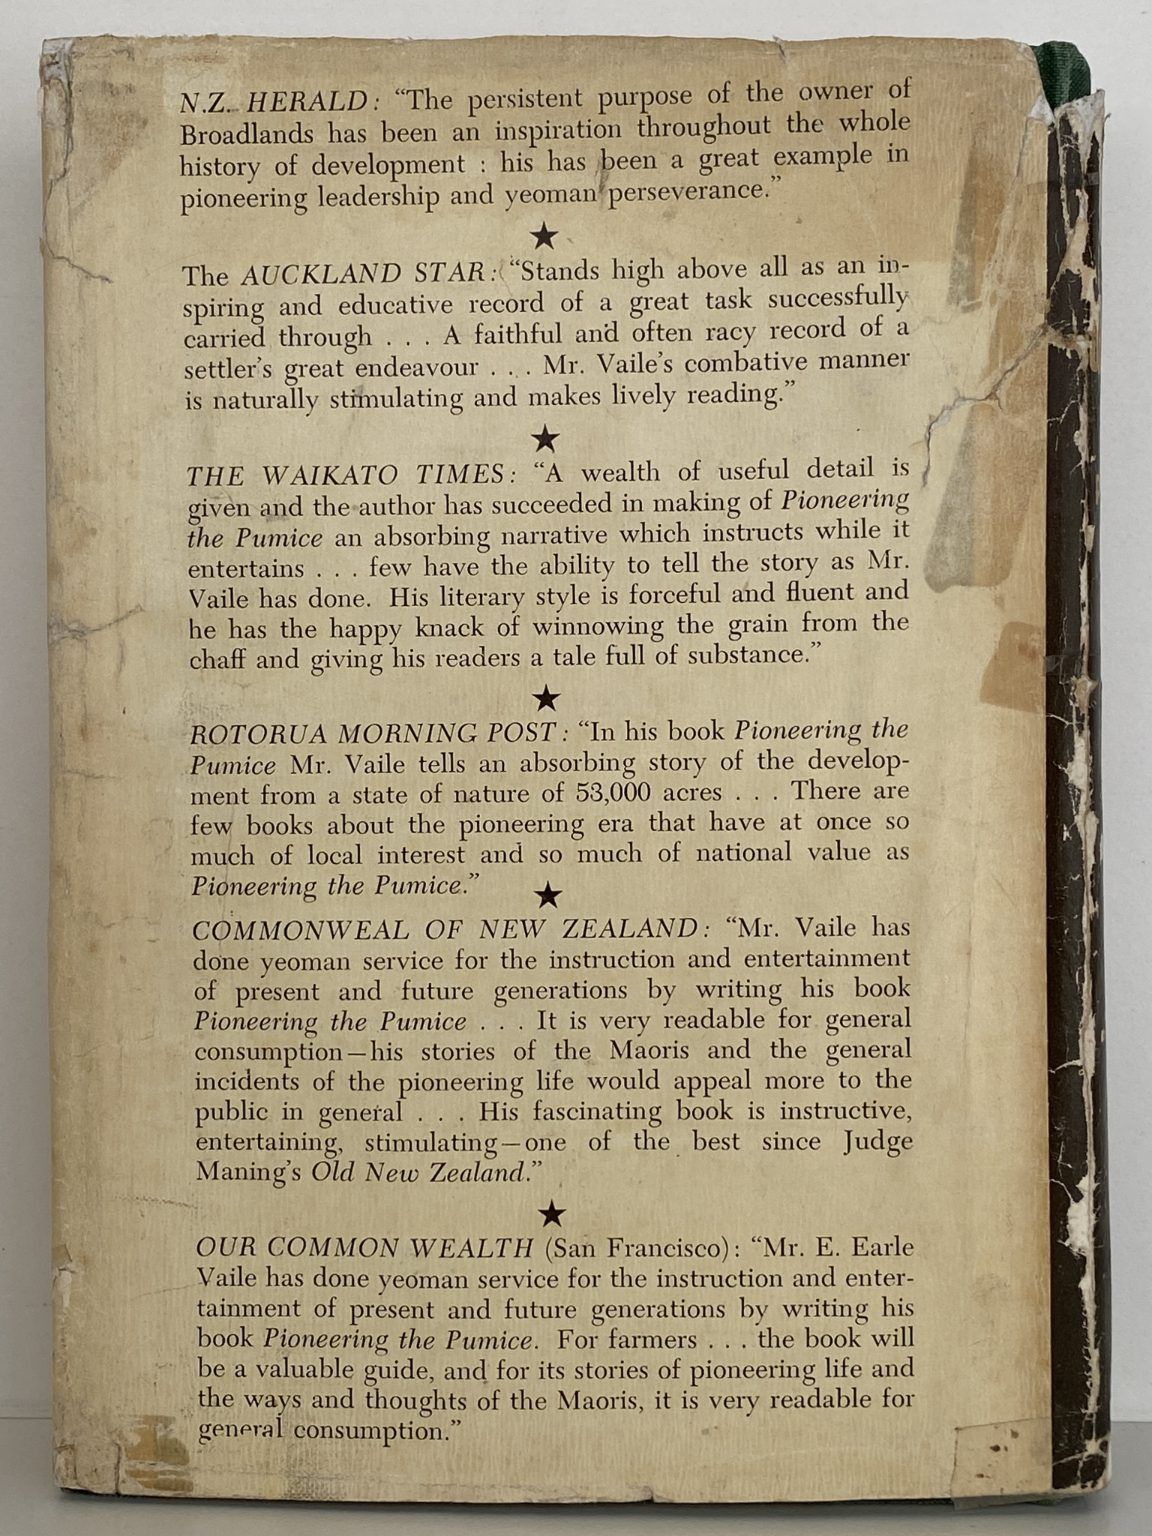 N.Z. HERALD: “The persistent purpose of the owner of
Broadlands has been an inspiration throughout the whole
history of development : his has been a great example in
pioneering leadership and yeoman perseverance.”
★
The AUCKLAND STAR: “Stands high above all as an in-
spiring and educative record of a great task successfully
carried through . . . A faithful and often racy record of a
settler’s great endeavour . . . Mr. Vaile’s combative manner
is naturally stimulating and makes lively reading.”
★
THE WAIKATO TIMES: “A wealth of useful detail is
given and the author has succeeded in making of Pioneering
the Pumice an absorbing narrative which instructs while it
entertains . . . few have the ability to tell the story as Mr.
Vaile has done. His literary style is forceful and fluent and
he has the happy knack of winnowing the grain from the
chaff and giving his readers a tale full of substance.”
★
ROTORUA MORNING POST: “In his book Pioneering the
Pumice Mr. Vaile tells an absorbing story of the develop-
ment from a state of nature of 53,000 acres . . . There are
few books about the pioneering era that have at once so
much of local interest and so much of national value as
Pioneering the Pumice.”
★
COMMONWEAL OF NEW ZEALAND: “Mr. Vaile has
done yeoman service for the instruction and entertainment
of present and future generations by writing his book
Pioneering the Pumice . . . It is very readable for general
consumption—his stories of the Maoris and the general
incidents of the pioneering life would appeal more to the
public in general . . . His fascinating book is instructive,
entertaining, stimulating—one of the best since Judge
Maning’s Old New Zealand.”
★
OUR COMMON WEALTH (San Francisco): “Mr. E. Earle
Vaile has done yeoman service for the instruction and enter-
tainment of present and future generations by writing his
book Pioneering the Pumice. For farmers . . . the book will
be a valuable guide, and for its stories of pioneering life and
the ways and thoughts of the Maoris, it is very readable for
general consumption.”